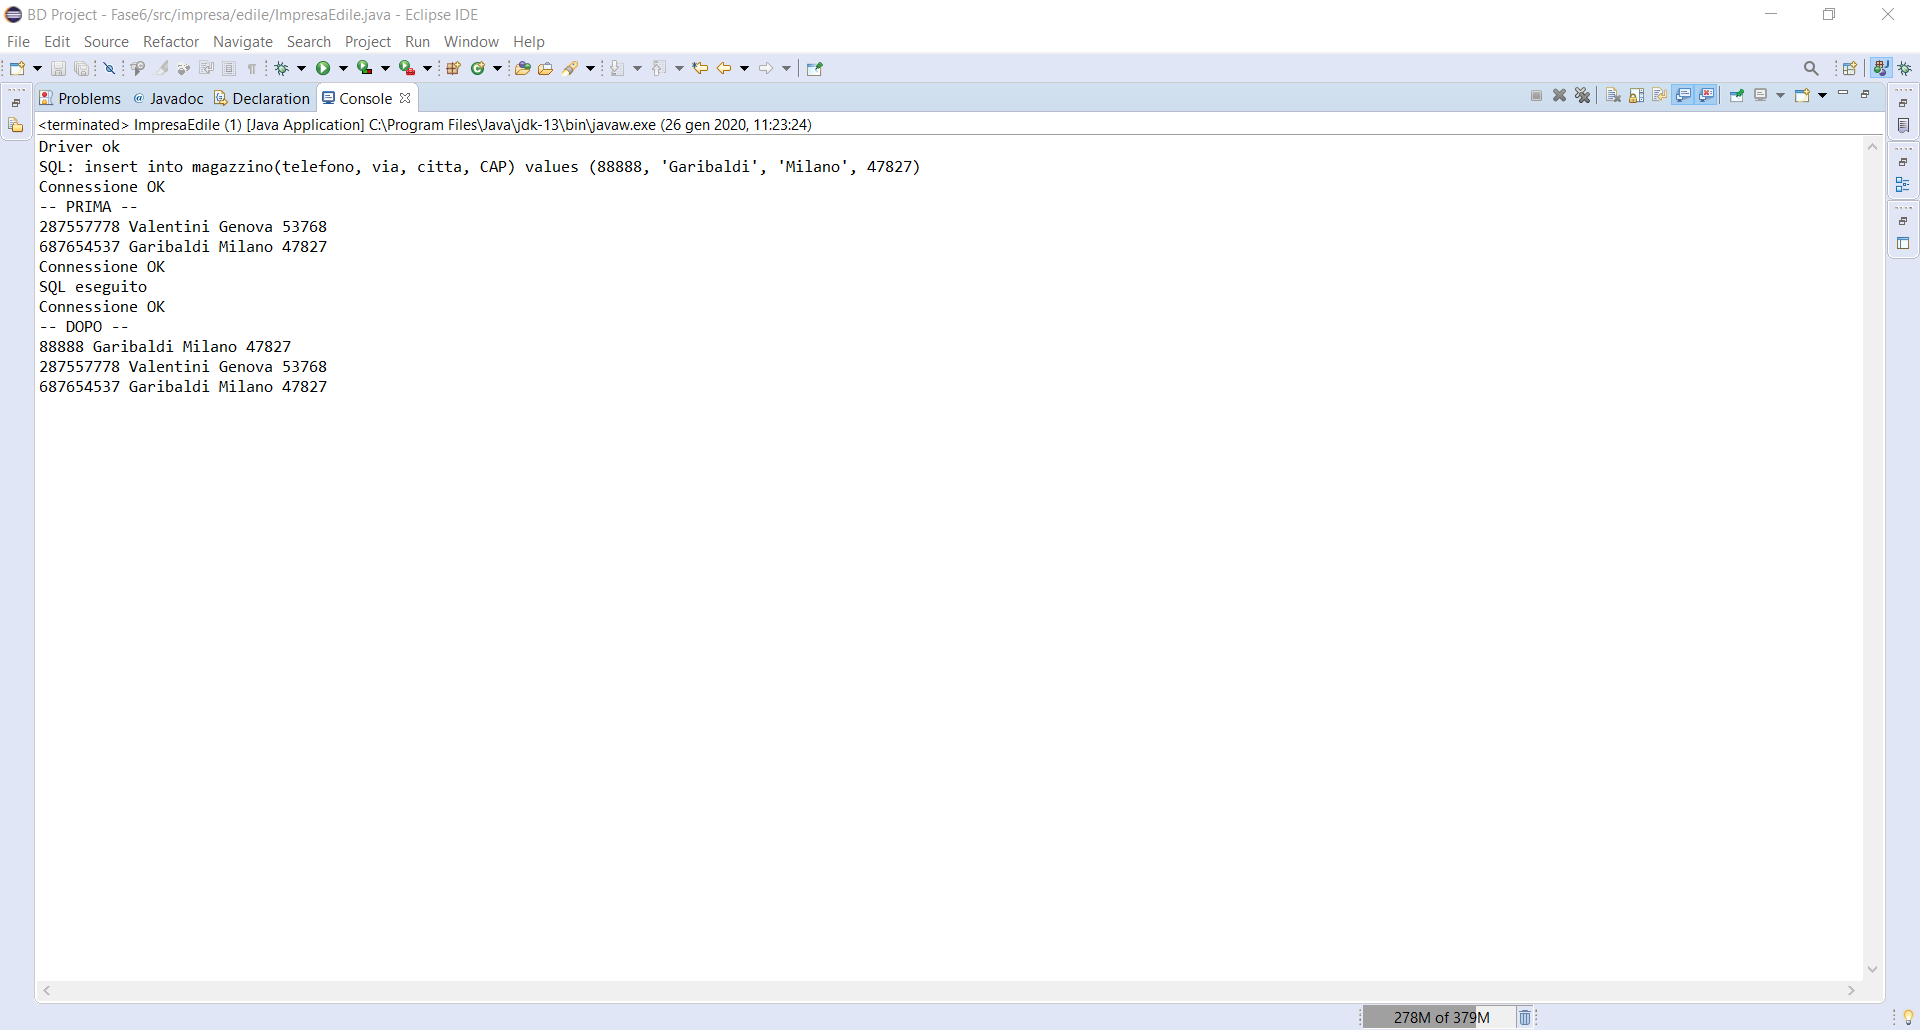 BD Project - Fase6/src/impresa/edile/ImpresaEdile.java - Eclipse IDE
File Edit Source Refactor Navigate Search Project Run Window Help
Problems @ Javadoc Declaration Console
<terminated> ImpresaEdile (1) [Java Application] C:\Program Files\Java\jdk-13\bin\javaw.exe (26 gen 2020, 11:23:24)
Driver ok
SQL: insert into magazzino(telefono, via, citta, CAP) values (88888, 'Garibaldi', 'Milano', 47827)
Connessione OK
-- PRIMA --
287557778 Valentini Genova 53768
687654537 Garibaldi Milano 47827
Connessione OK
SQL eseguito
Connessione OK
-- DOPO --
88888 Garibaldi Milano 47827
287557778 Valentini Genova 53768
687654537 Garibaldi Milano 47827
278M of 379M